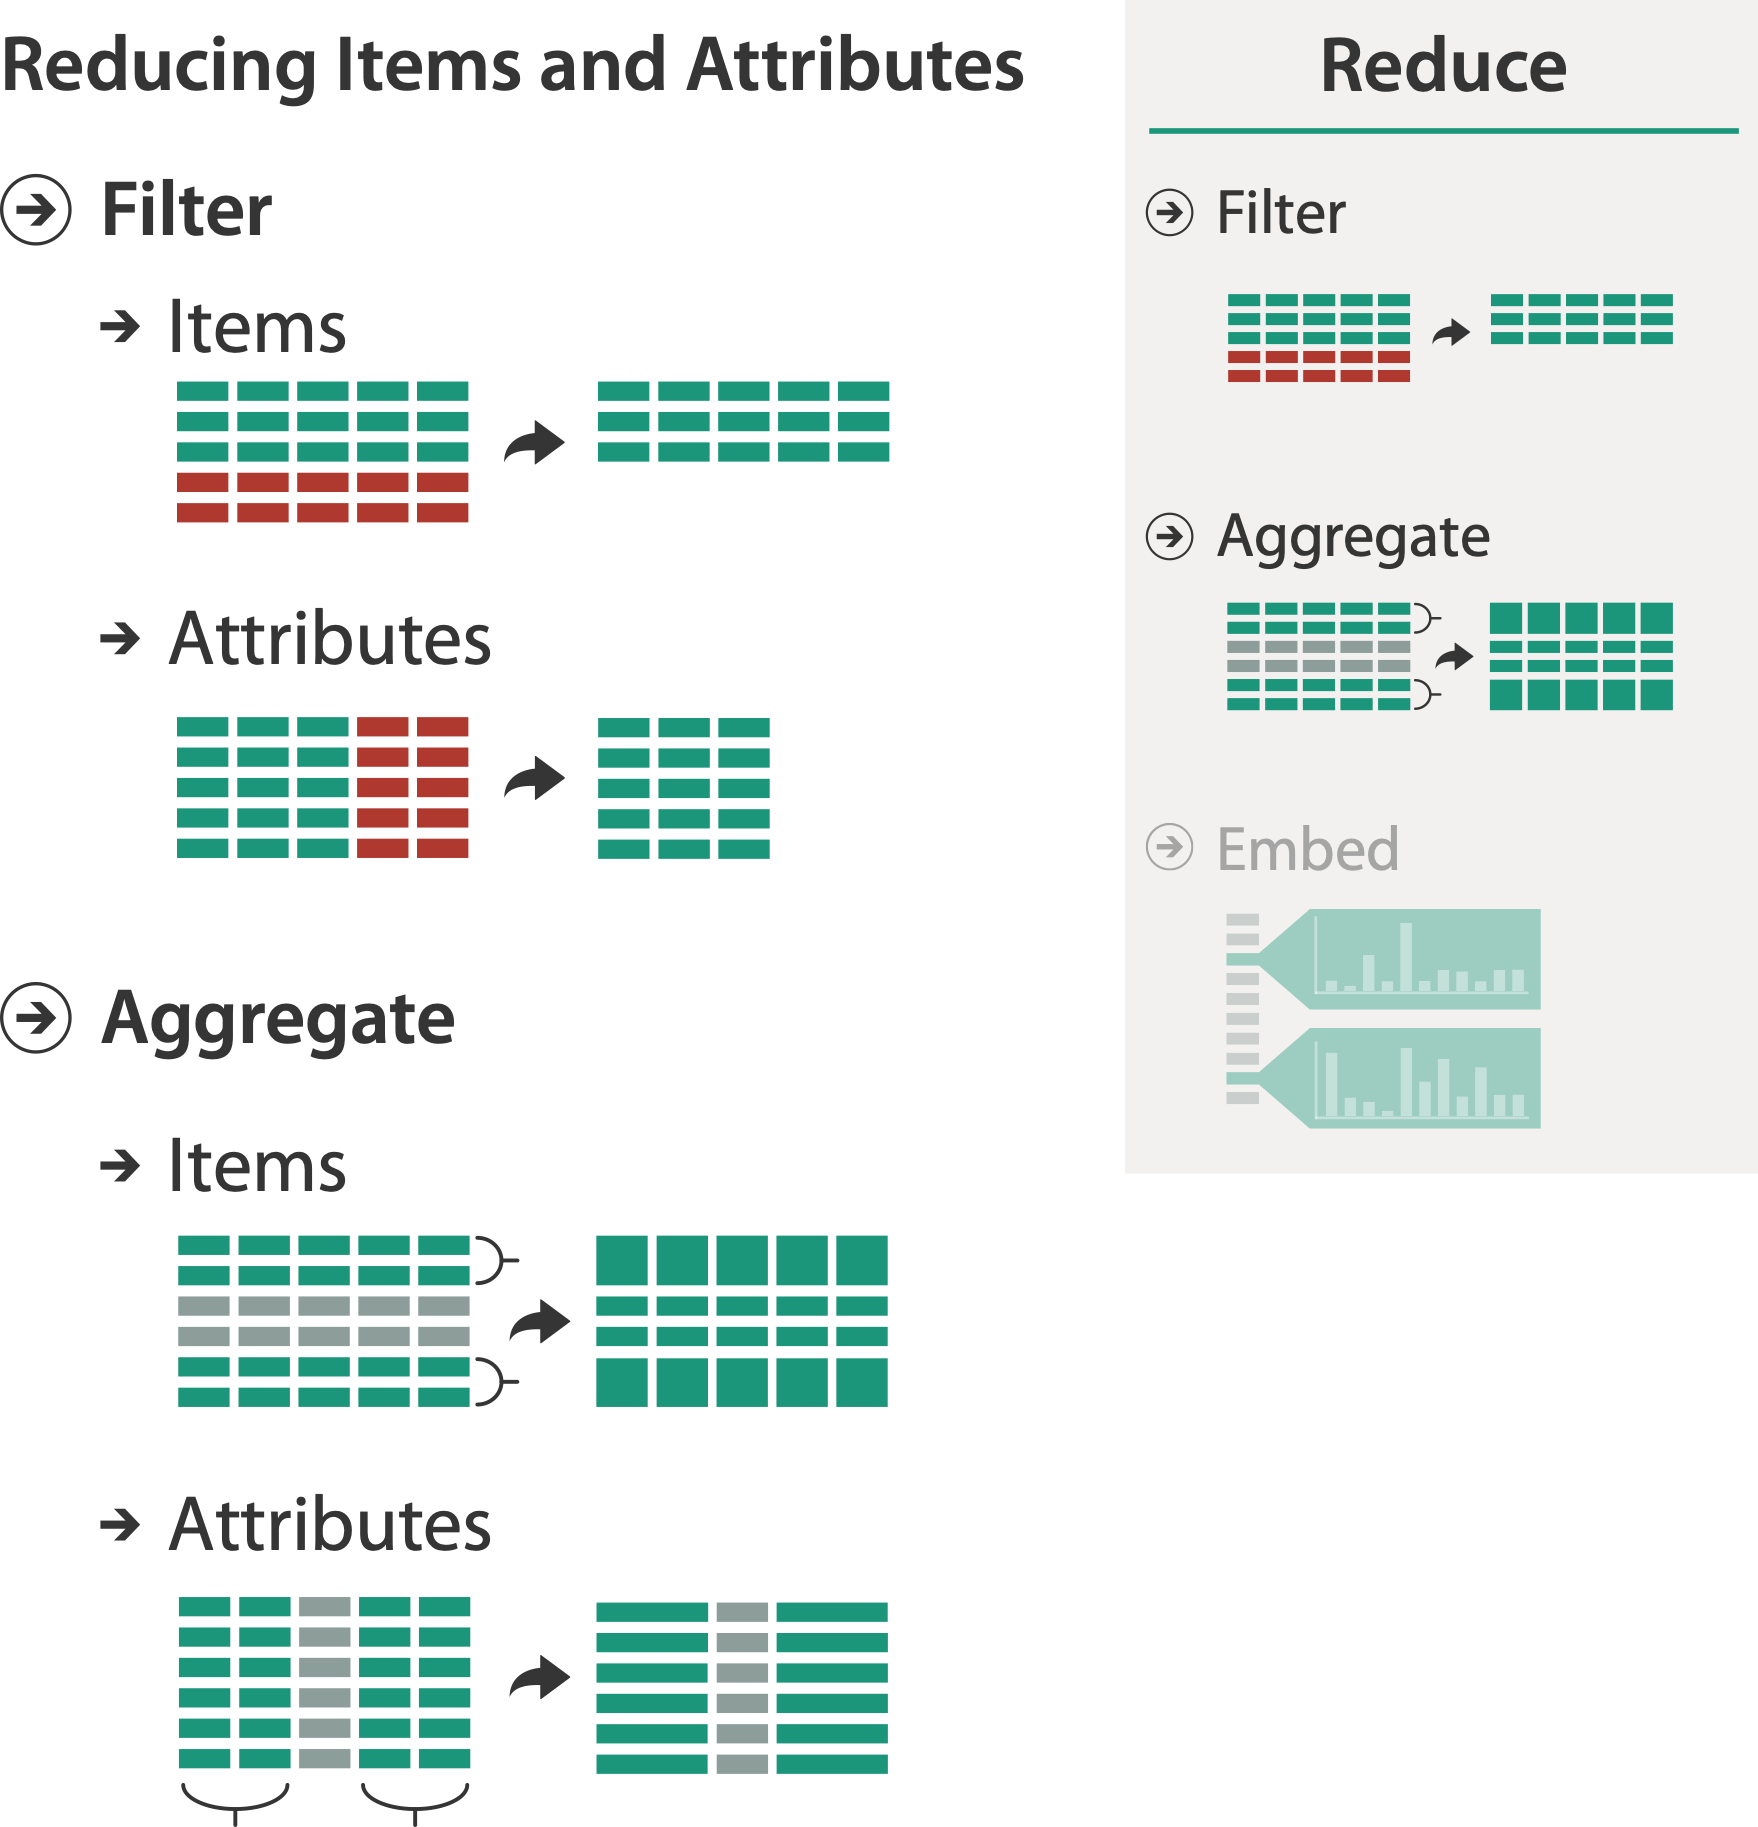 Reducing Items and Attributes
Filter
Items
Attributes
Aggregate
Items
Attributes
Reduce
Filter
Aggregate
Embed